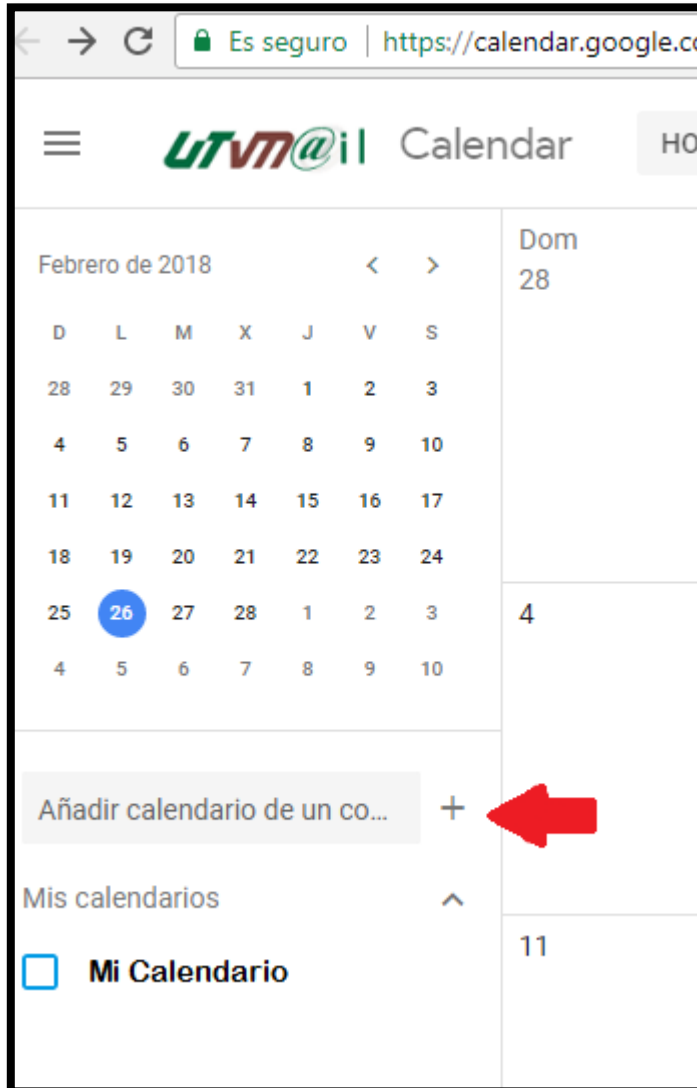 Es seguro | https://calendar.google.co
UTVM@il Calendar HO
Febrero de 2018 < >
D L M X J V S
28 29 30 31 1 2 3
4 5 6 7 8 9 10
11 12 13 14 15 16 17
18 19 20 21 22 23 24
25 26 27 28 1 2 3
4 5 6 7 8 9 10
Añadir calendario de un co... +
Mis calendarios
Mi Calendario
Dom
28
4
11